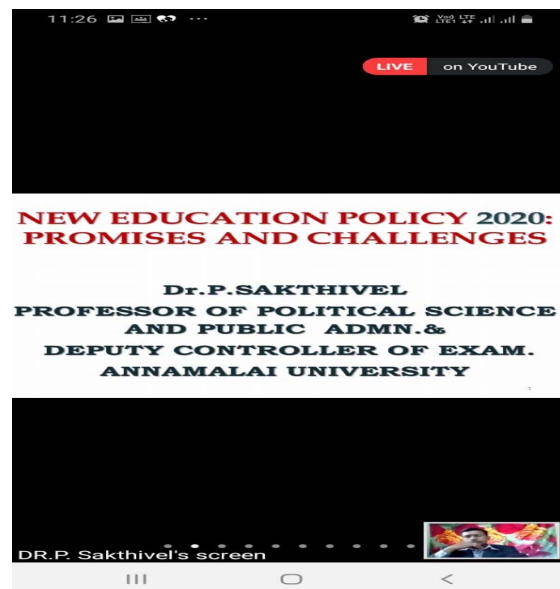 11:26
LIVE on YouTube
NEW EDUCATION POLICY 2020:
PROMISES AND CHALLENGES
Dr.P.SAKTHIVEL
PROFESSOR OF POLITICAL SCIENCE
AND PUBLIC ADMN.&
DEPUTY CONTROLLER OF EXAM.
ANNAMALAI UNIVERSITY
DR.P. Sakthivel's screen